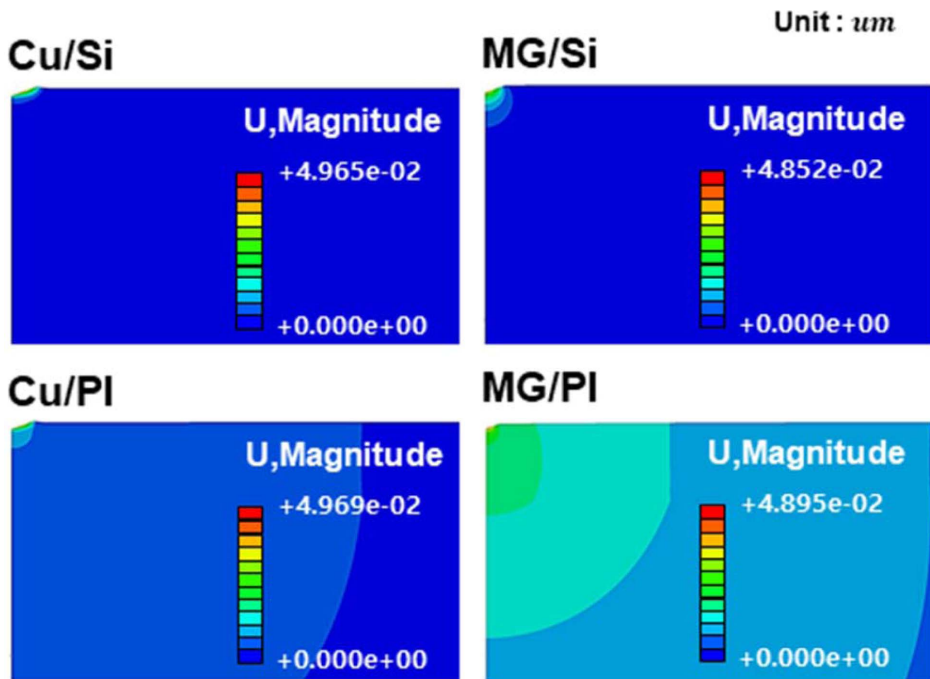 Unit : um
Cu/Si
MG/Si
U,Magnitude
+4.965e-02
+0.000e+00
U,Magnitude
+4.852e-02
+0.000e+00
Cu/PI
MG/PI
U,Magnitude
+4.969e-02
+0.000e+00
U,Magnitude
+4.895e-02
+0.000e+00